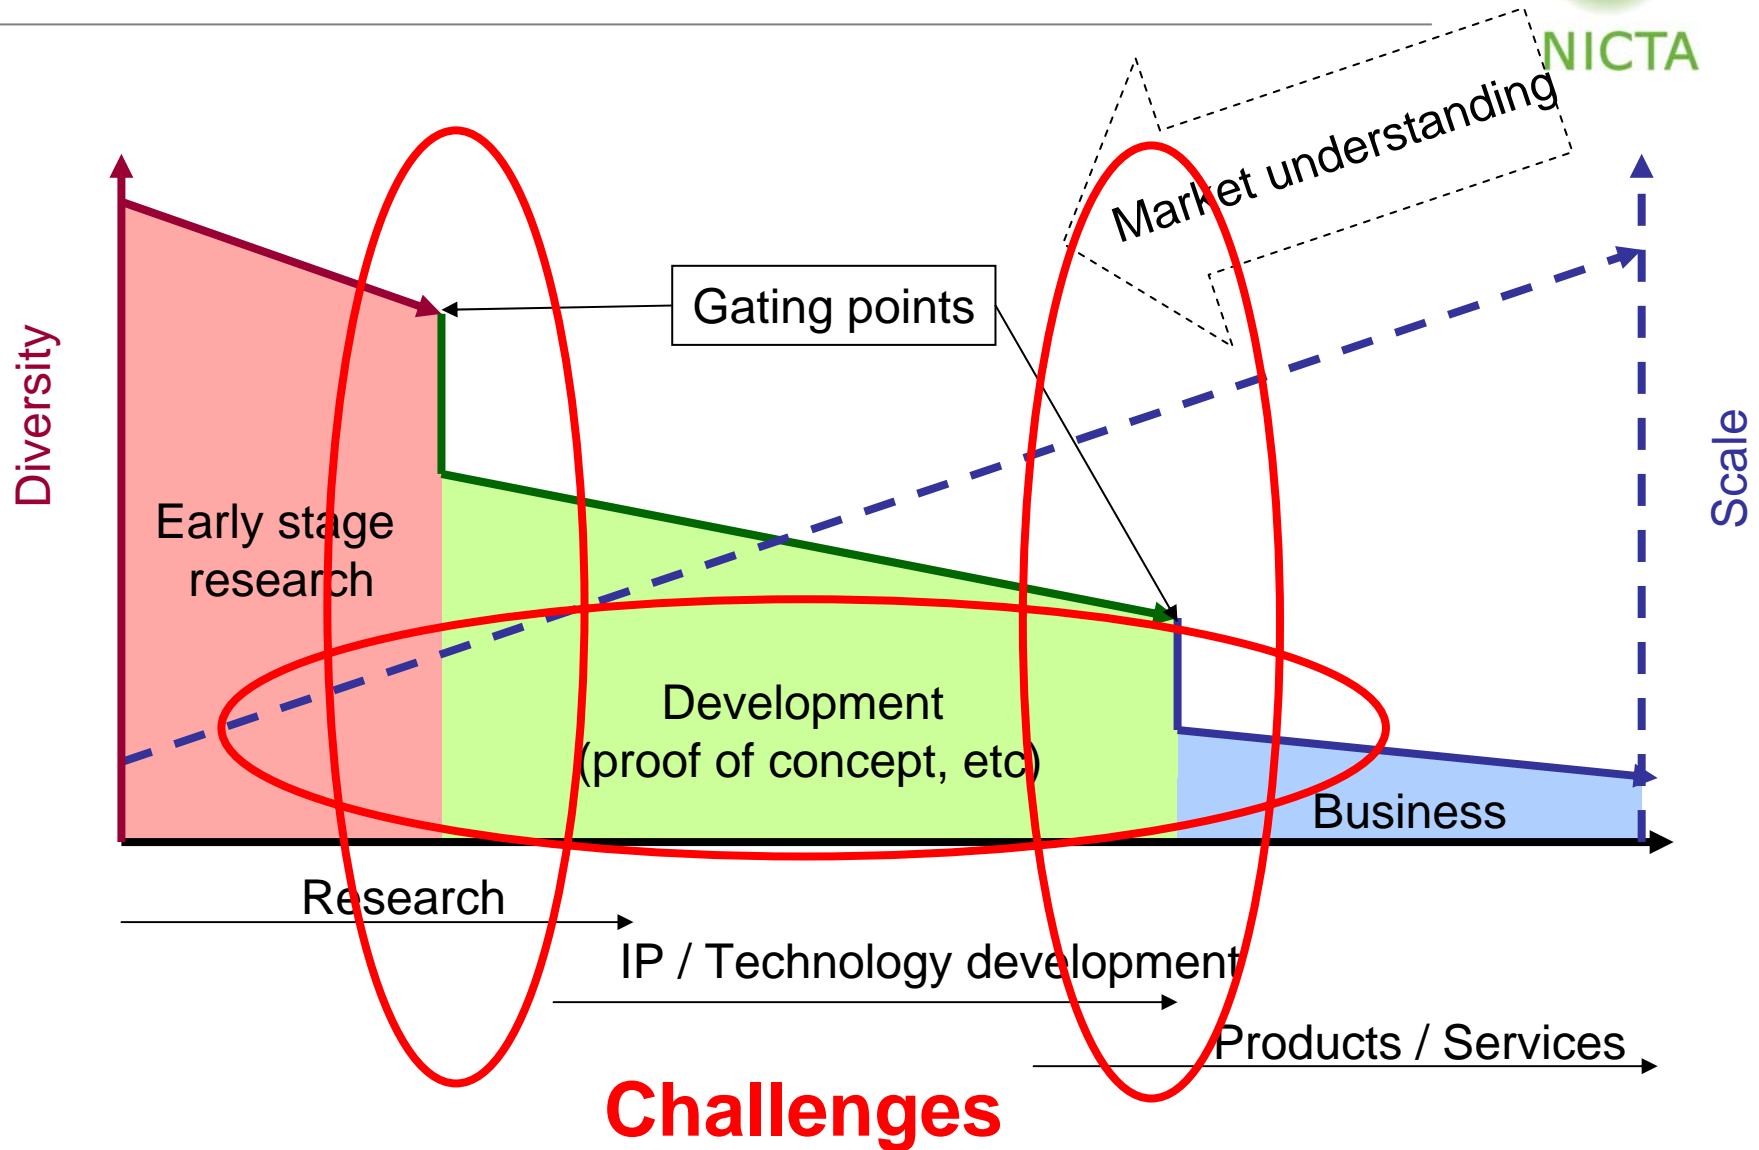 NICTA
Market understanding
Gating points
Diversity
Scale
Early stage
research
Development
(proof of concept, etc)
Business
Research
IP / Technology development
Products / Services
Challenges